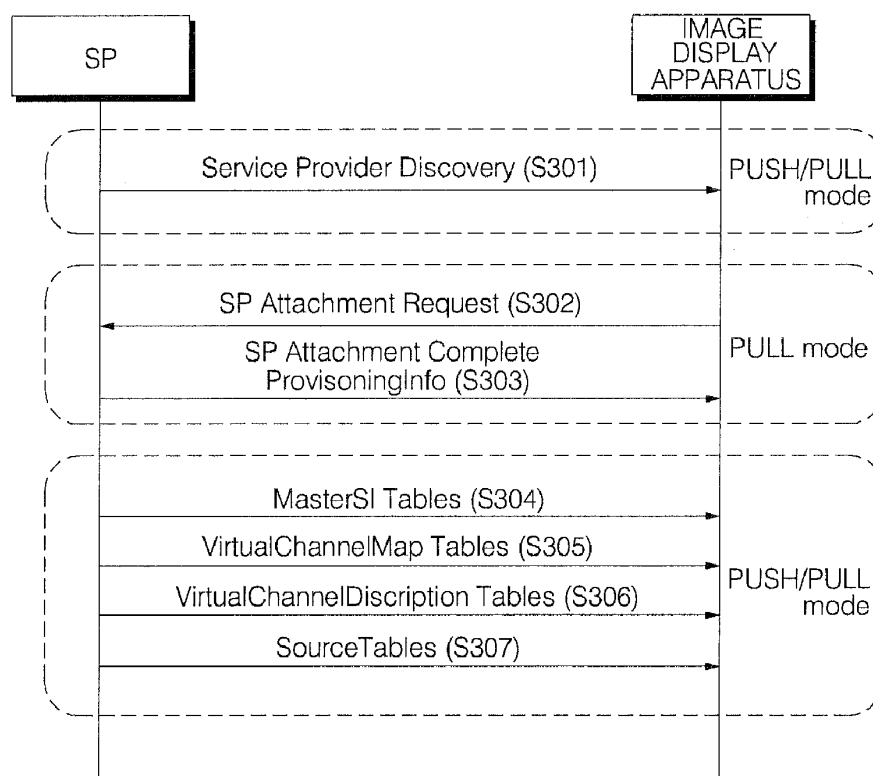 SP
IMAGE
DISPLAY
APPARATUS
Service Provider Discovery (S301)
PUSH/PULL
mode
SP Attachment Request (S302)
SP Attachment Complete
ProvisoningInfo (S303)
PULL mode
MasterSI Tables (S304)
VirtualChannelMap Tables (S305)
VirtualChannelDiscription Tables (S306)
SourceTables (S307)
PUSH/PULL
mode